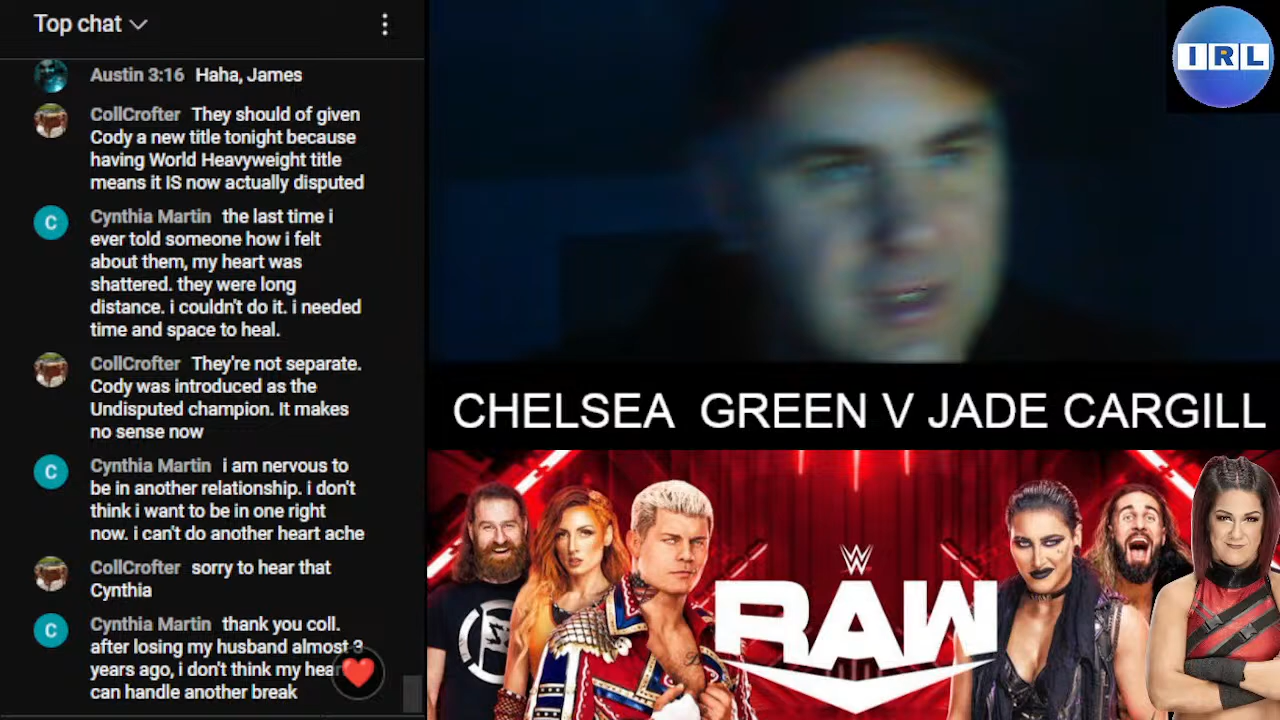 Top chat
Austin 3:16 Haha, James
CollCrofter They should of given
Cody a new title tonight because
having World Heavyweight title
means it IS now actually disputed
C
Cynthia Martin the last time i
ever told someone how i felt
about them, my heart was
shattered. they were long
distance. i couldn't do it. i needed
time and space to heal.
CollCrofter They're not separate.
Cody was introduced as the
Undisputed champion. It makes
no sense now
C
Cynthia Martin i am nervous to
be in another relationship. i don't
think i want to be in one right
now. i can't do another heart ache
CollCrofter sorry to hear that
Cynthia
C
Cynthia Martin thank you coll.
after losing my husband almost 3
years ago, i don't think my hear
can handle another break
IRL
CHELSEA GREEN V JADE CARGILL
W
RAW